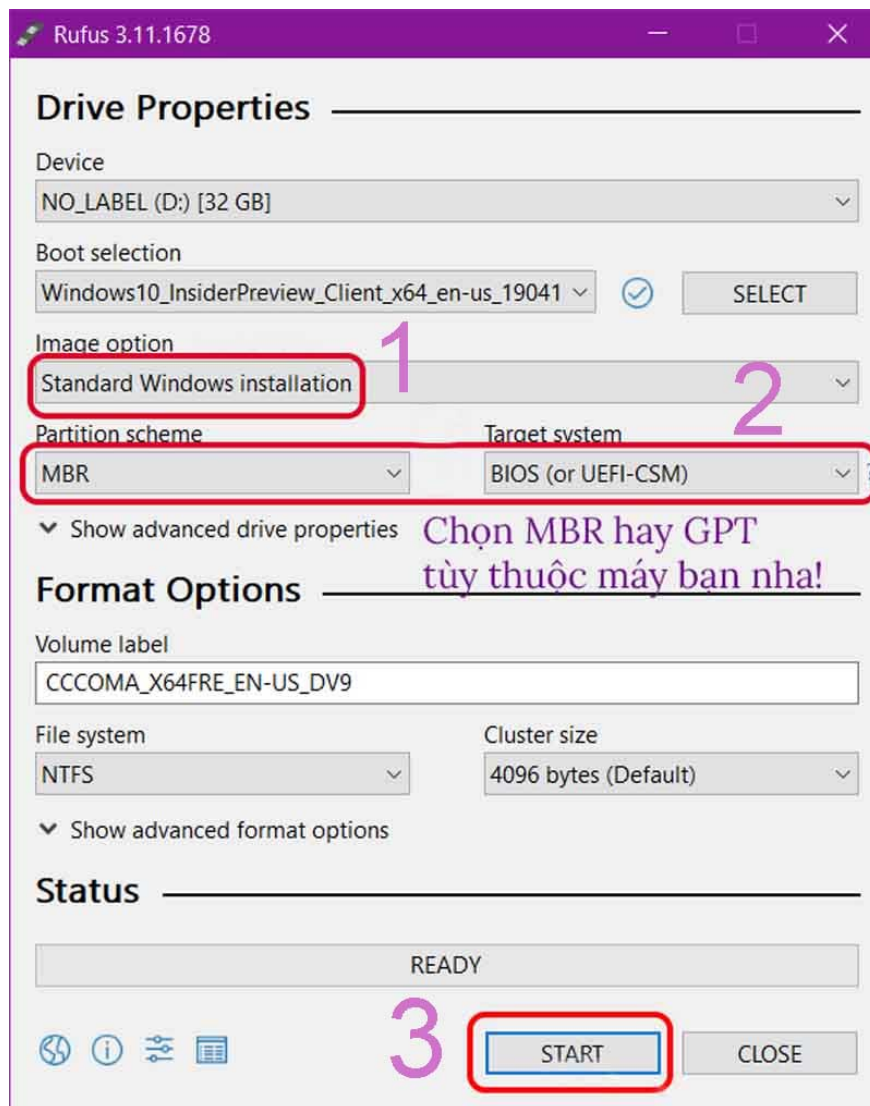 Rufus 3.11.1678
Drive Properties
Device
NO_LABEL (D:) [32 GB]
Boot selection
Windows10_InsiderPreview_Client_x64_en-us_19041
SELECT
Image option
1
Standard Windows installation
2
Partition scheme
Target system
MBR
BIOS (or UEFI-CSM)
?
Show advanced drive properties
Chọn MBR hay GPT
tùy thuộc máy bạn nha!
Format Options
Volume label
CCCOMA_X64FRE_EN-US_DV9
File system
Cluster size
NTFS
4096 bytes (Default)
Show advanced format options
Status
READY
3
START
CLOSE